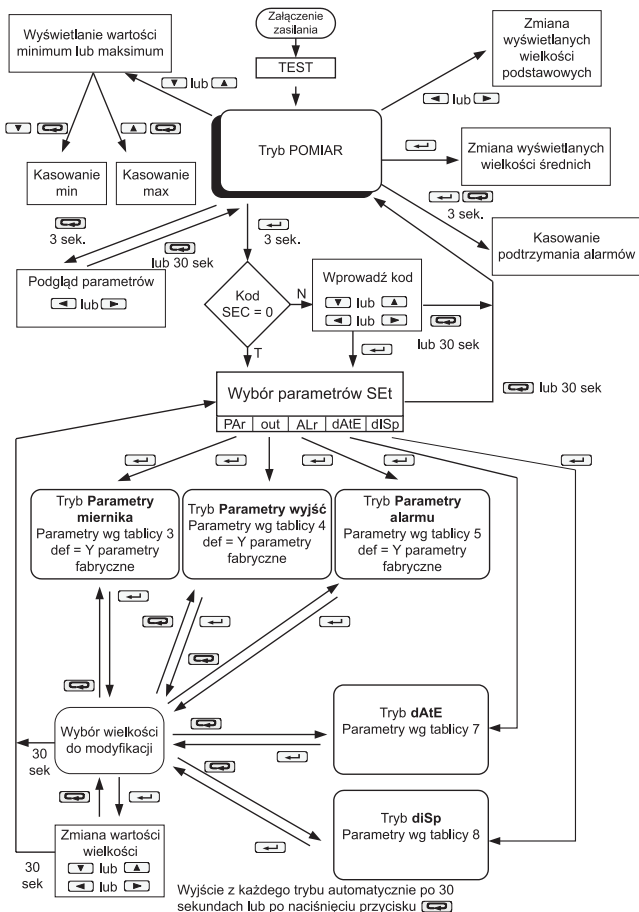 Załączenie
zasilania
TEST
Wyświetlanie wartości
minimum lub maksimum
▼ lub ▲
Tryb POMIAR
Zmiana
wyświetlanych
wielkości
podstawowych
◄ lub ►
Zmiana wyświetlanych
wielkości średnich
3 sek.
Kasowanie
podtrzymania alarmów
▼
▲
Kasowanie
min
Kasowanie
max
3 sek.
lub 30 sek
3 sek.
Podgląd parametrów
◄ lub ►
Kod
SEC = 0
N
T
Wprowadź kod
▼ lub ▲
◄ lub ►
lub 30 sek
lub 30 sek
Wybór parametrów SEt
PAr out ALr dAtE dISp
Tryb Parametry
miernika
Parametry wg tablicy 3
def = Y parametry
fabryczne
Tryb Parametry wyjść
Parametry wg tablicy 4
def = Y parametry
fabryczne
Tryb Parametry
alarmu
Parametry wg tablicy 5
def = Y parametry
fabryczne
Wybór wielkości
do modyfikacji
30
sek
Tryb dAtE
Parametry wg tablicy 7
Tryb diSp
Parametry wg tablicy 8
Zmiana wartości
wielkości
▼ lub ▲
◄ lub ►
30
sek
Wyjście z każdego trybu automatycznie po 30
sekundach lub po naciśnięciu przycisku